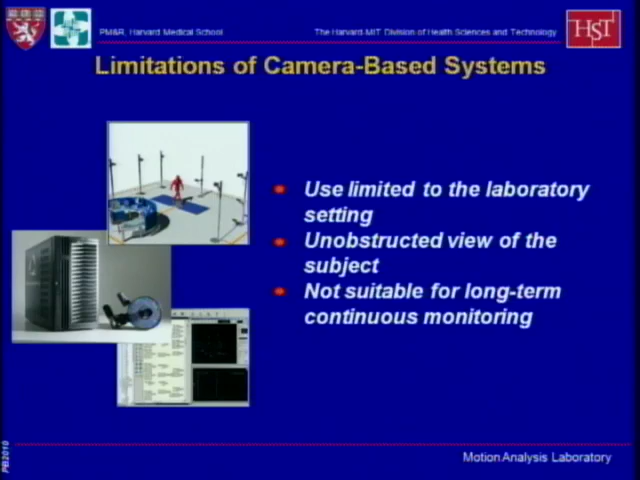 PM&R, Harvard Medical School
The Harvard-MIT Division of Health Sciences and Technology
HST
Limitations of Camera-Based Systems
Use limited to the laboratory
setting
Unobstructed view of the
subject
Not suitable for long-term
continuous monitoring
PB2010
Motion Analysis Laboratory